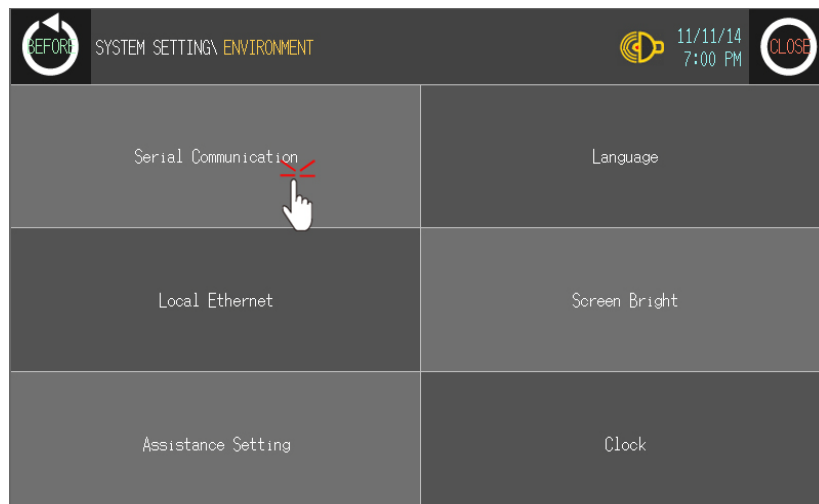 BEFORE
SYSTEM SETTING\ ENVIRONMENT
11/11/14
7:00 PM
CLOSE
Serial Communication
Language
Local Ethernet
Screen Bright
Assistance Setting
Clock